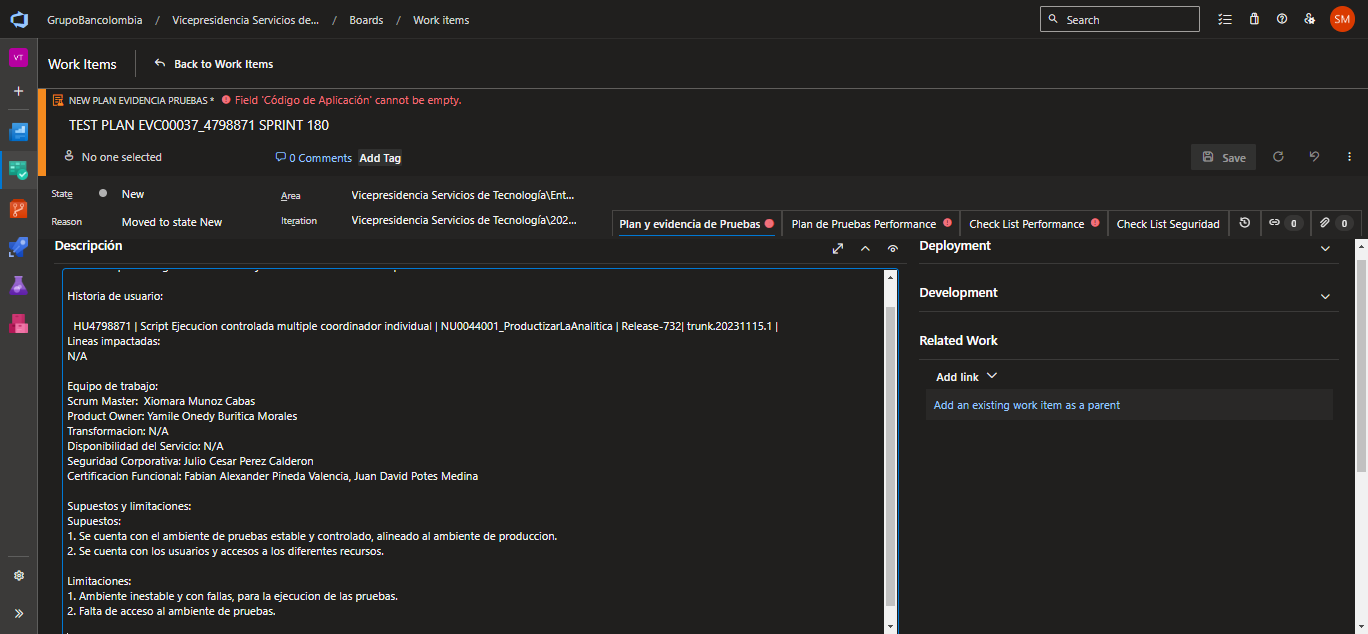 GrupoBancolombia / Vicepresidencia Servicios de... / Boards / Work items
Search
SM
VT
Work Items
Back to Work Items
NEW PLAN EVIDENCIA PRUEBAS * Field 'Código de Aplicación' cannot be empty.
TEST PLAN EVC00037_4798871 SPRINT 180
No one selected
0 Comments
Add Tag
Save
State
New
Area
Vicepresidencia Servicios de Tecnología\Ent...
Reason
Moved to state New
Iteration
Vicepresidencia Servicios de Tecnología\202...
Plan y evidencia de Pruebas
Plan de Pruebas Performance
Check List Performance
Check List Seguridad
0
0
Descripción
Historia de usuario:
HU4798871 | Script Ejecucion controlada multiple coordinador individual | NU0044001_ProductizarLaAnalitica | Release-732| trunk.20231115.1 |
Lineas impactadas:
N/A
Equipo de trabajo:
Scrum Master:  Xiomara Munoz Cabas
Product Owner: Yamile Onedy Buritica Morales
Transformacion: N/A
Disponibilidad del Servicio: N/A
Seguridad Corporativa: Julio Cesar Perez Calderon
Certificacion Funcional: Fabian Alexander Pineda Valencia, Juan David Potes Medina
Supuestos y limitaciones:
Supuestos:
1. Se cuenta con el ambiente de pruebas estable y controlado, alineado al ambiente de produccion.
2. Se cuenta con los usuarios y accesos a los diferentes recursos.
Limitaciones:
1. Ambiente inestable y con fallas, para la ejecucion de las pruebas.
2. Falta de acceso al ambiente de pruebas.
Deployment
Development
Related Work
Add link
Add an existing work item as a parent